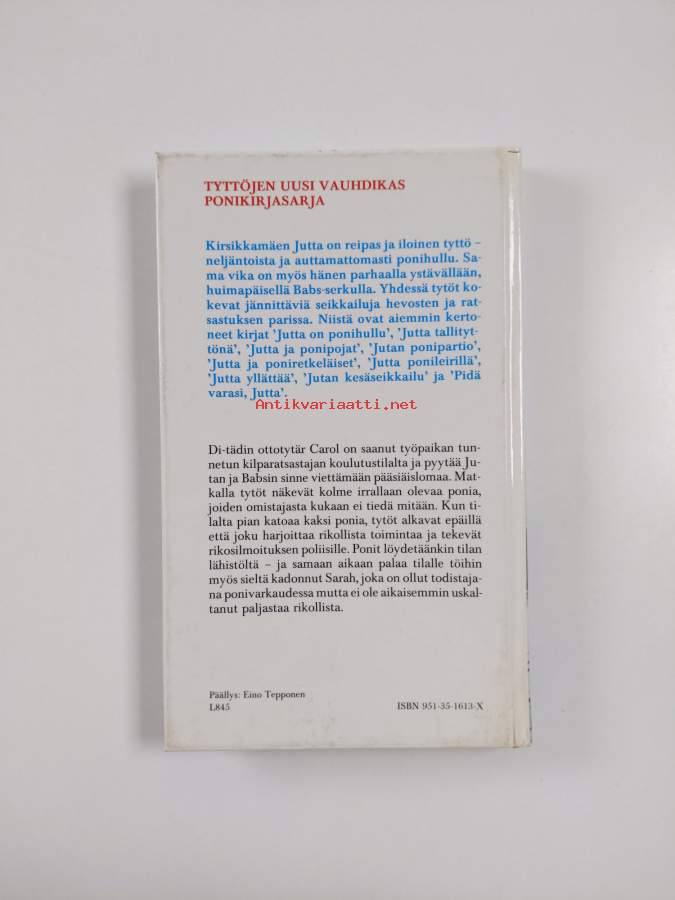 TYTTÖJEN UUSI VAUHDIKAS
PONIKIRJASARJA
Kirsikkamäen Jutta on reipas ja iloinen tyttö –
neljäntoista ja auttamattomasti ponihullu. Sa-
ma vika on myös hänen parhaalla ystävällään,
huimapäisellä Babs-serkulla. Yhdessä tytöt ko-
kevat jännittäviä seikkailuja hevosten ja rat-
sastuksen parissa. Niistä ovat aiemmin kerto-
neet kirjat 'Jutta on ponihullu', 'Jutta tallityt-
tönä', 'Jutta ja ponipojat', 'Jutan ponipartio',
'Jutta ja poniretkeläiset', 'Jutta ponileirillä',
'Jutta yllättää', 'Jutan kesäseikkailu' ja 'Pidä
varasi, Jutta'.
Antikvariaatti.net
Di-tädin ottotytär Carol on saanut työpaikan tun-
netun kilparatsastajan koulutustilalta ja pyytää Ju-
tan ja Babsin sinne viettämään pääsiäislomaa. Mat-
kalla tytöt näkevät kolme irrallaan olevaa ponia,
joiden omistajasta kukaan ei tiedä mitään. Kun ti-
lalta pian katoaa kaksi ponia, tytöt alkavat epäillä
että joku harjoittaa rikollista toimintaa ja tekevät
rikosilmoituksen poliisille. Ponit löydetäänkin tilan
lähistöltä – ja samaan aikaan palaa tilalle töihin
myös sieltä kadonnut Sarah, joka on ollut todistaja-
na ponivarkaudessa mutta ei ole aikaisemmin uskal-
tanut paljastaa rikollista.
Päällys: Eino Tepponen
L845
ISBN 951-35-1613-X